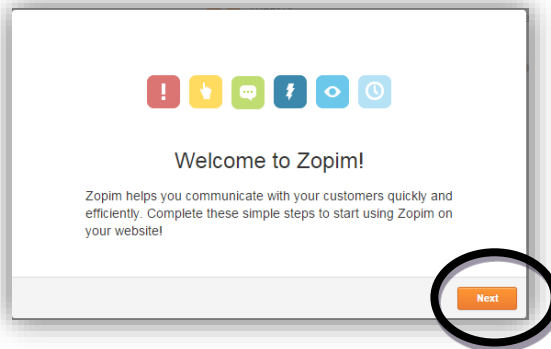 Welcome to Zopim!
Zopim helps you communicate with your customers quickly and
efficiently. Complete these simple steps to start using Zopim on
your website!
Next